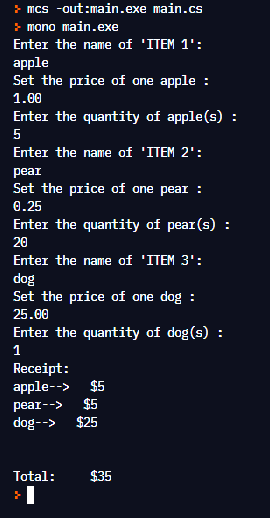 > mcs -out:main.exe main.cs
> mono main.exe
Enter the name of 'ITEM 1':
apple
Set the price of one apple :
1.00
Enter the quantity of apple(s) :
5
Enter the name of 'ITEM 2':
pear
Set the price of one pear :
0.25
Enter the quantity of pear(s) :
20
Enter the name of 'ITEM 3':
dog
Set the price of one dog :
25.00
Enter the quantity of dog(s) :
1
Receipt:
apple-->   $5
pear-->   $5
dog-->   $25
Total:     $35
>